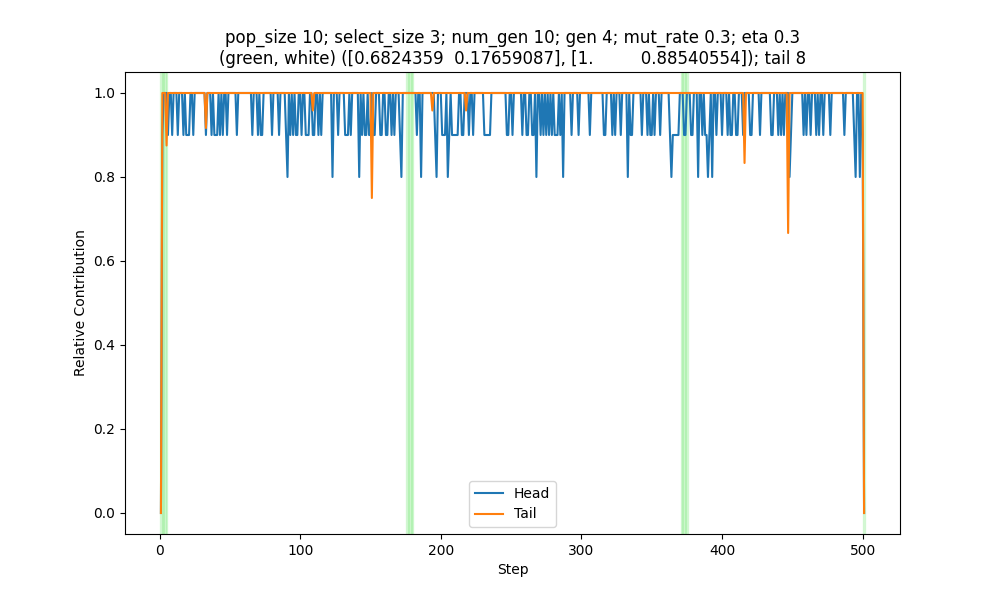 pop_size 10; select_size 3; num_gen 10; gen 4; mut_rate 0.3; eta 0.3
(green, white) ([0.6824359  0.17659087], [1.         0.88540554]); tail 8
Relative Contribution
1.0
0.8
0.6
0.4
0.2
0.0
Head
Tail
0 100 200 300 400 500
Step